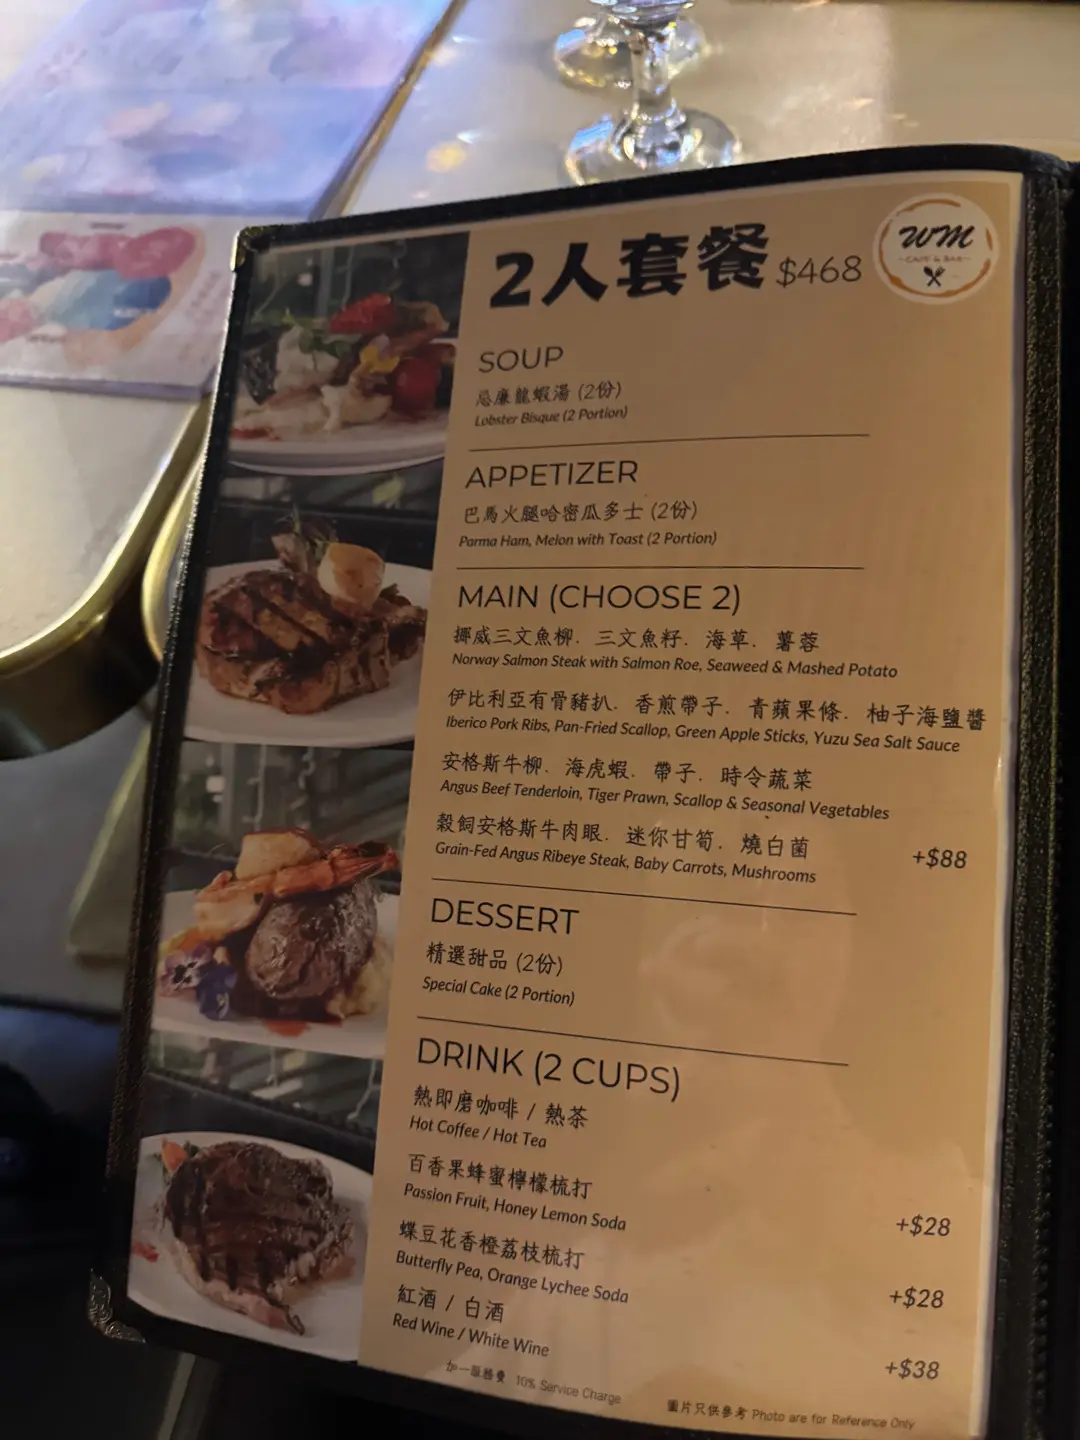 2人套餐 $468
WM
CAFE & BAR
SOUP
忌廉龍蝦湯 (2份)
Lobster Bisque (2 Portion)
APPETIZER
巴馬火腿哈密瓜多士 (2份)
Parma Ham, Melon with Toast (2 Portion)
MAIN (CHOOSE 2)
挪威三文魚柳．三文魚籽．海草．薯蓉
Norway Salmon Steak with Salmon Roe, Seaweed & Mashed Potato
伊比利亞有骨豬扒．香煎帶子．青蘋果條．柚子海鹽醬
Iberico Pork Ribs, Pan-Fried Scallop, Green Apple Sticks, Yuzu Sea Salt Sauce
安格斯牛柳．海虎蝦．帶子．時令蔬菜
Angus Beef Tenderloin, Tiger Prawn, Scallop & Seasonal Vegetables
穀飼安格斯牛肉眼．迷你甘筍．燒白菌 +$88
Grain-Fed Angus Ribeye Steak, Baby Carrots, Mushrooms
DESSERT
精選甜品 (2份)
Special Cake (2 Portion)
DRINK (2 CUPS)
熱即磨咖啡 / 熱茶
Hot Coffee / Hot Tea
百香果蜂蜜檸檬梳打 +$28
Passion Fruit, Honey Lemon Soda
蝶豆花香橙荔枝梳打 +$28
Butterfly Pea, Orange Lychee Soda
紅酒 / 白酒 +$38
Red Wine / White Wine
加一服務費 10% Service Charge
圖片只供參考 Photo are for Reference Only